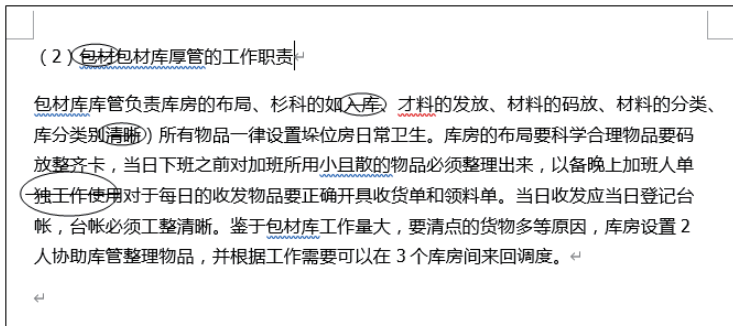 （2）包材包材库厚管的工作职责
包材库库管负责库房的布局、杉科的如入库、才料的发放、材料的码放、材料的分类、
库分类别清晰）所有物品一律设置垛位房日常卫生。库房的布局要科学合理物品要码
放整齐卡，当日下班之前对加班所用小且散的物品必须整理出来，以备晚上加班人单
独工作使用对于每日的收发物品要正确开具收货单和领料单。当日收发应当日登记台
帐，台帐必须工整清晰。鉴于包材库工作量大，要清点的货物多等原因，库房设置2
人协助库管整理物品，并根据工作需要可以在3个库房间来回调度。